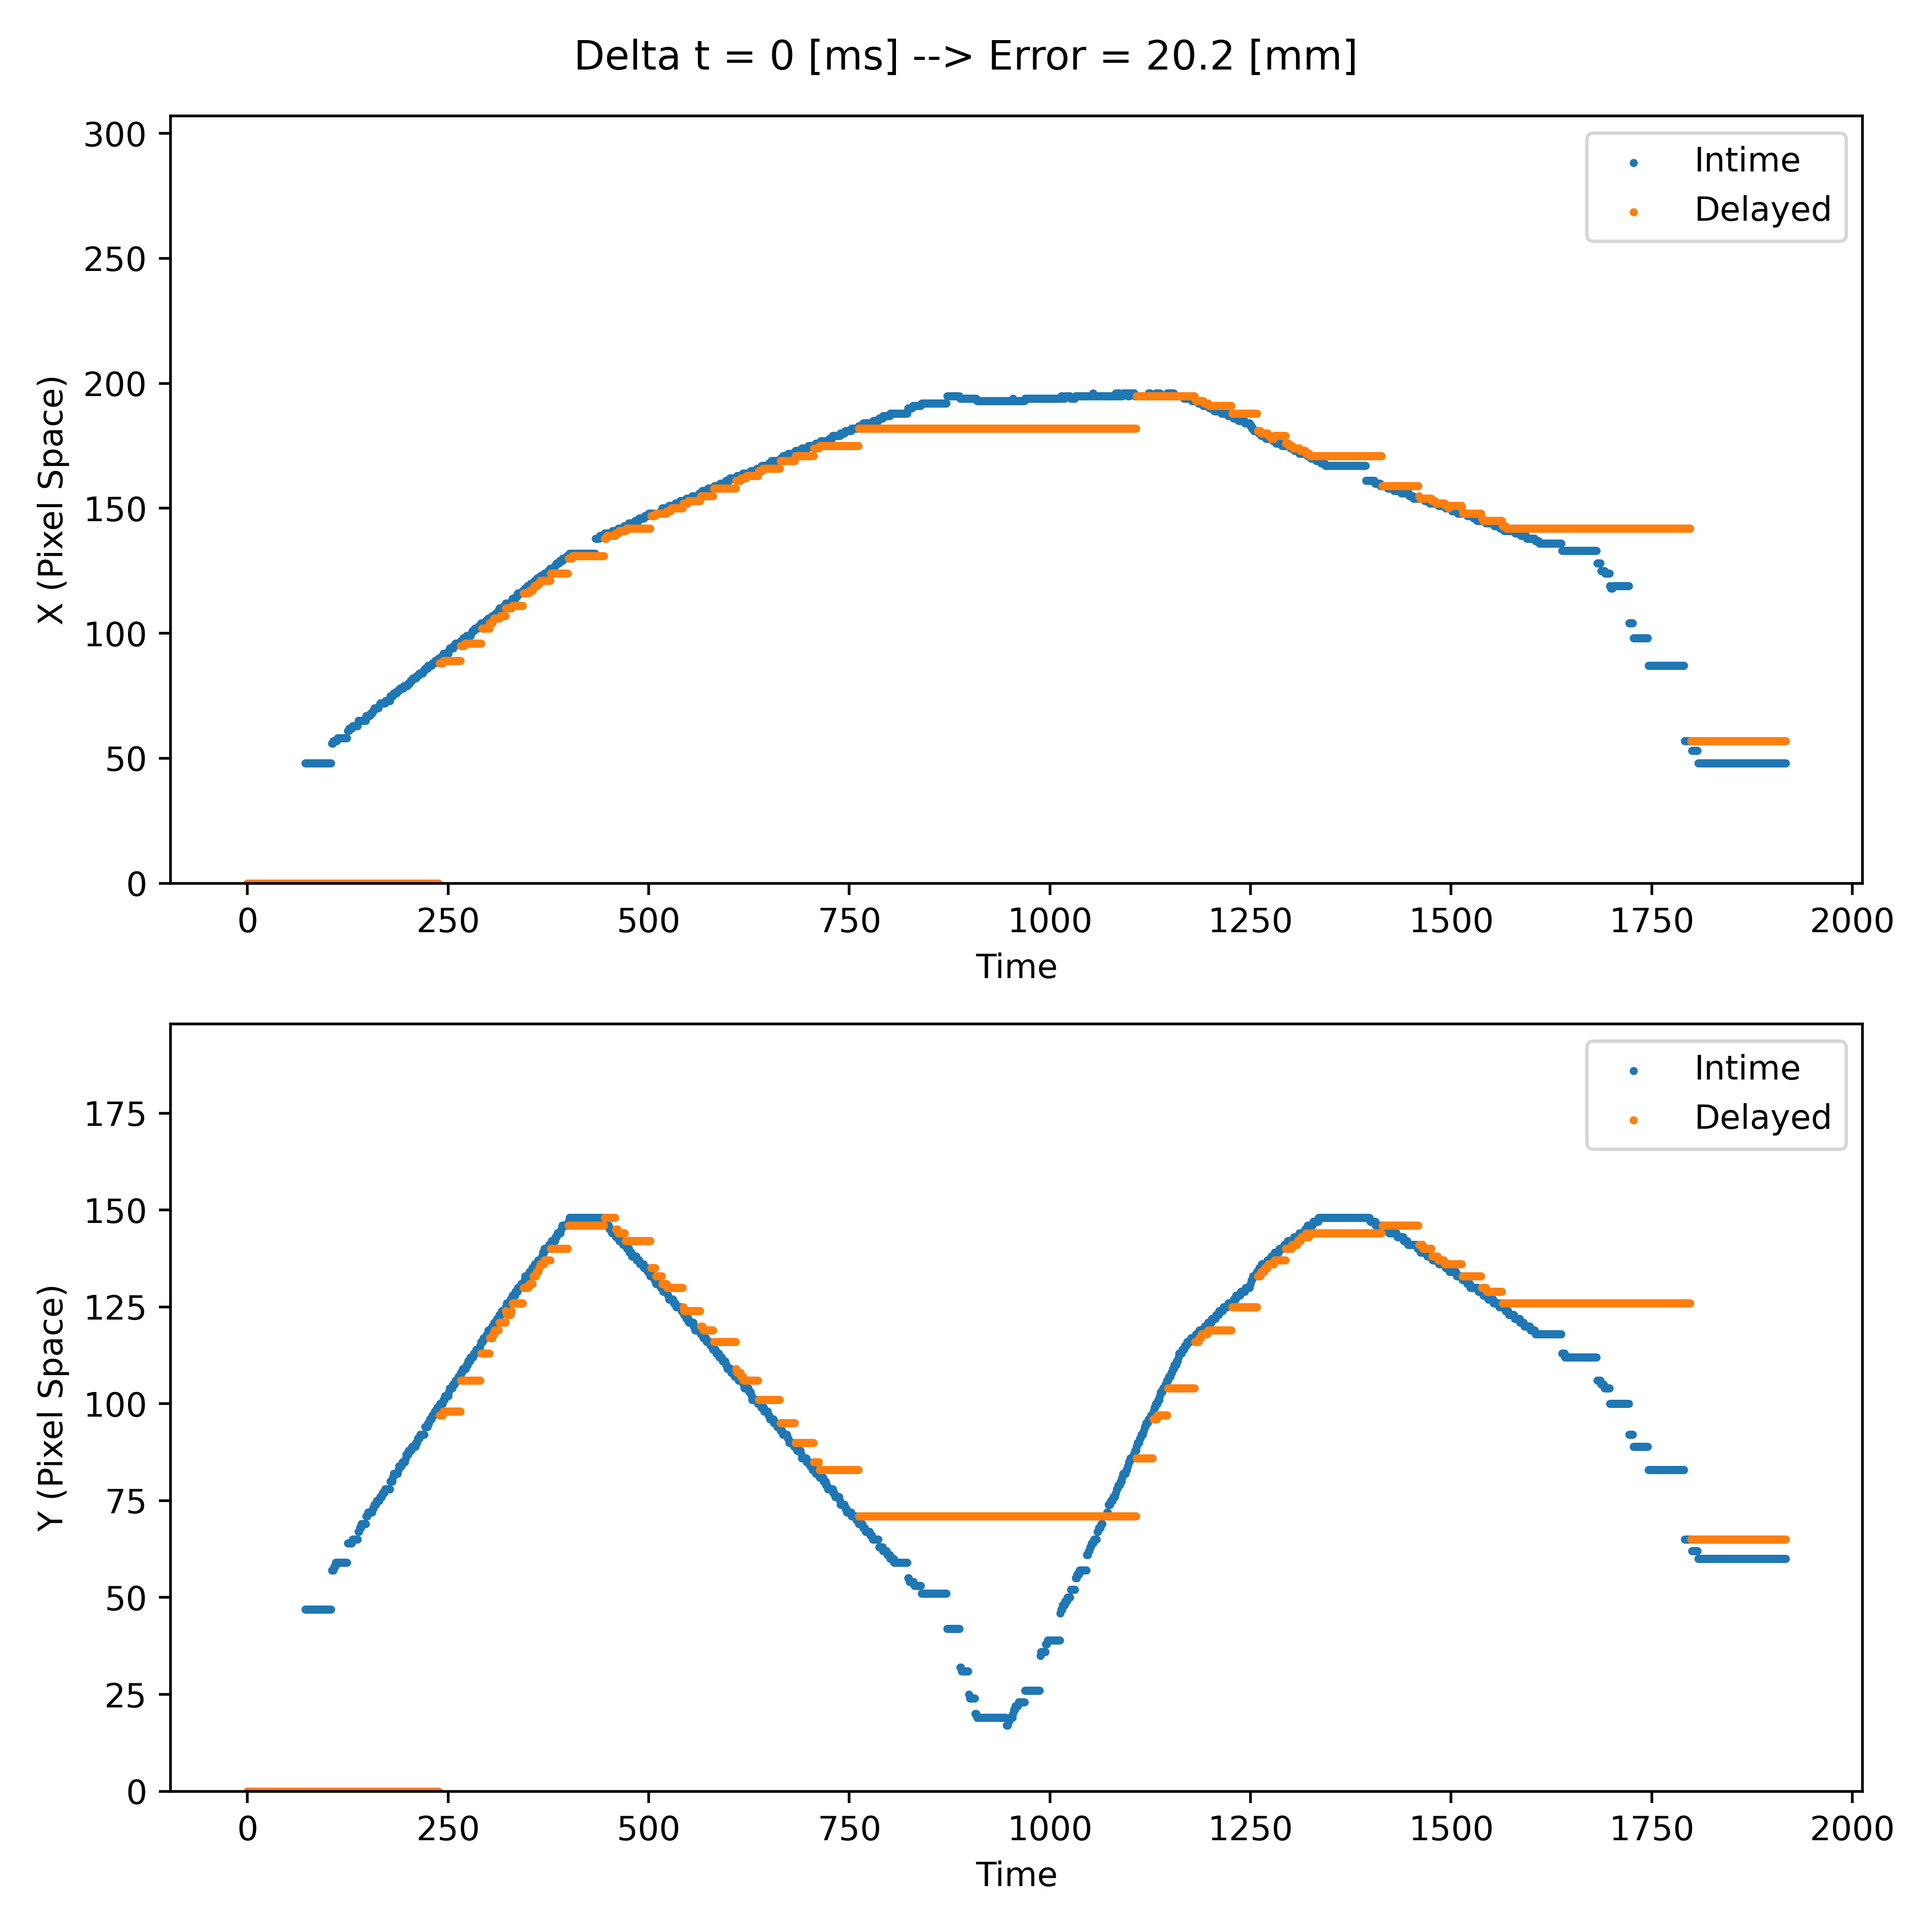 Delta t = 0 [ms] --> Error = 20.2 [mm]
300
250
200
150
100
50
0
X (Pixel Space)
Intime
Delayed
0 250 500 750 1000 1250 1500 1750 2000
Time
175
150
125
100
75
50
25
0
Y (Pixel Space)
Intime
Delayed
0 250 500 750 1000 1250 1500 1750 2000
Time